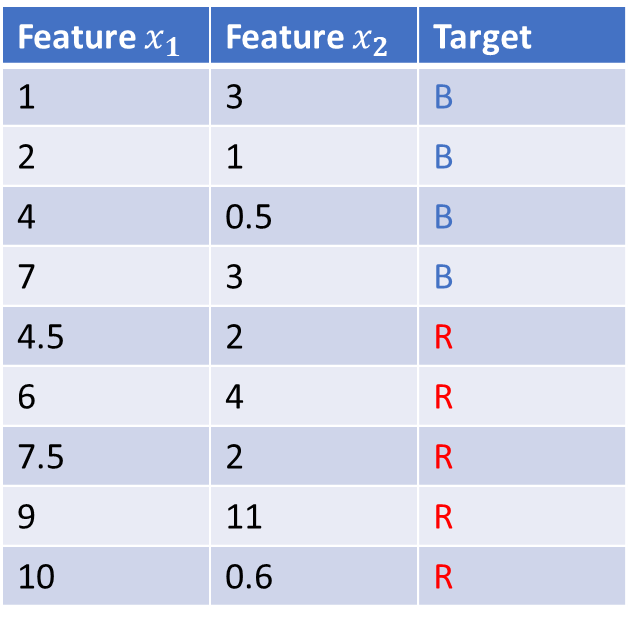 Feature x₁ Feature x₂ Target
1 3 B
2 1 B
4 0.5 B
7 3 B
4.5 2 R
6 4 R
7.5 2 R
9 11 R
10 0.6 R